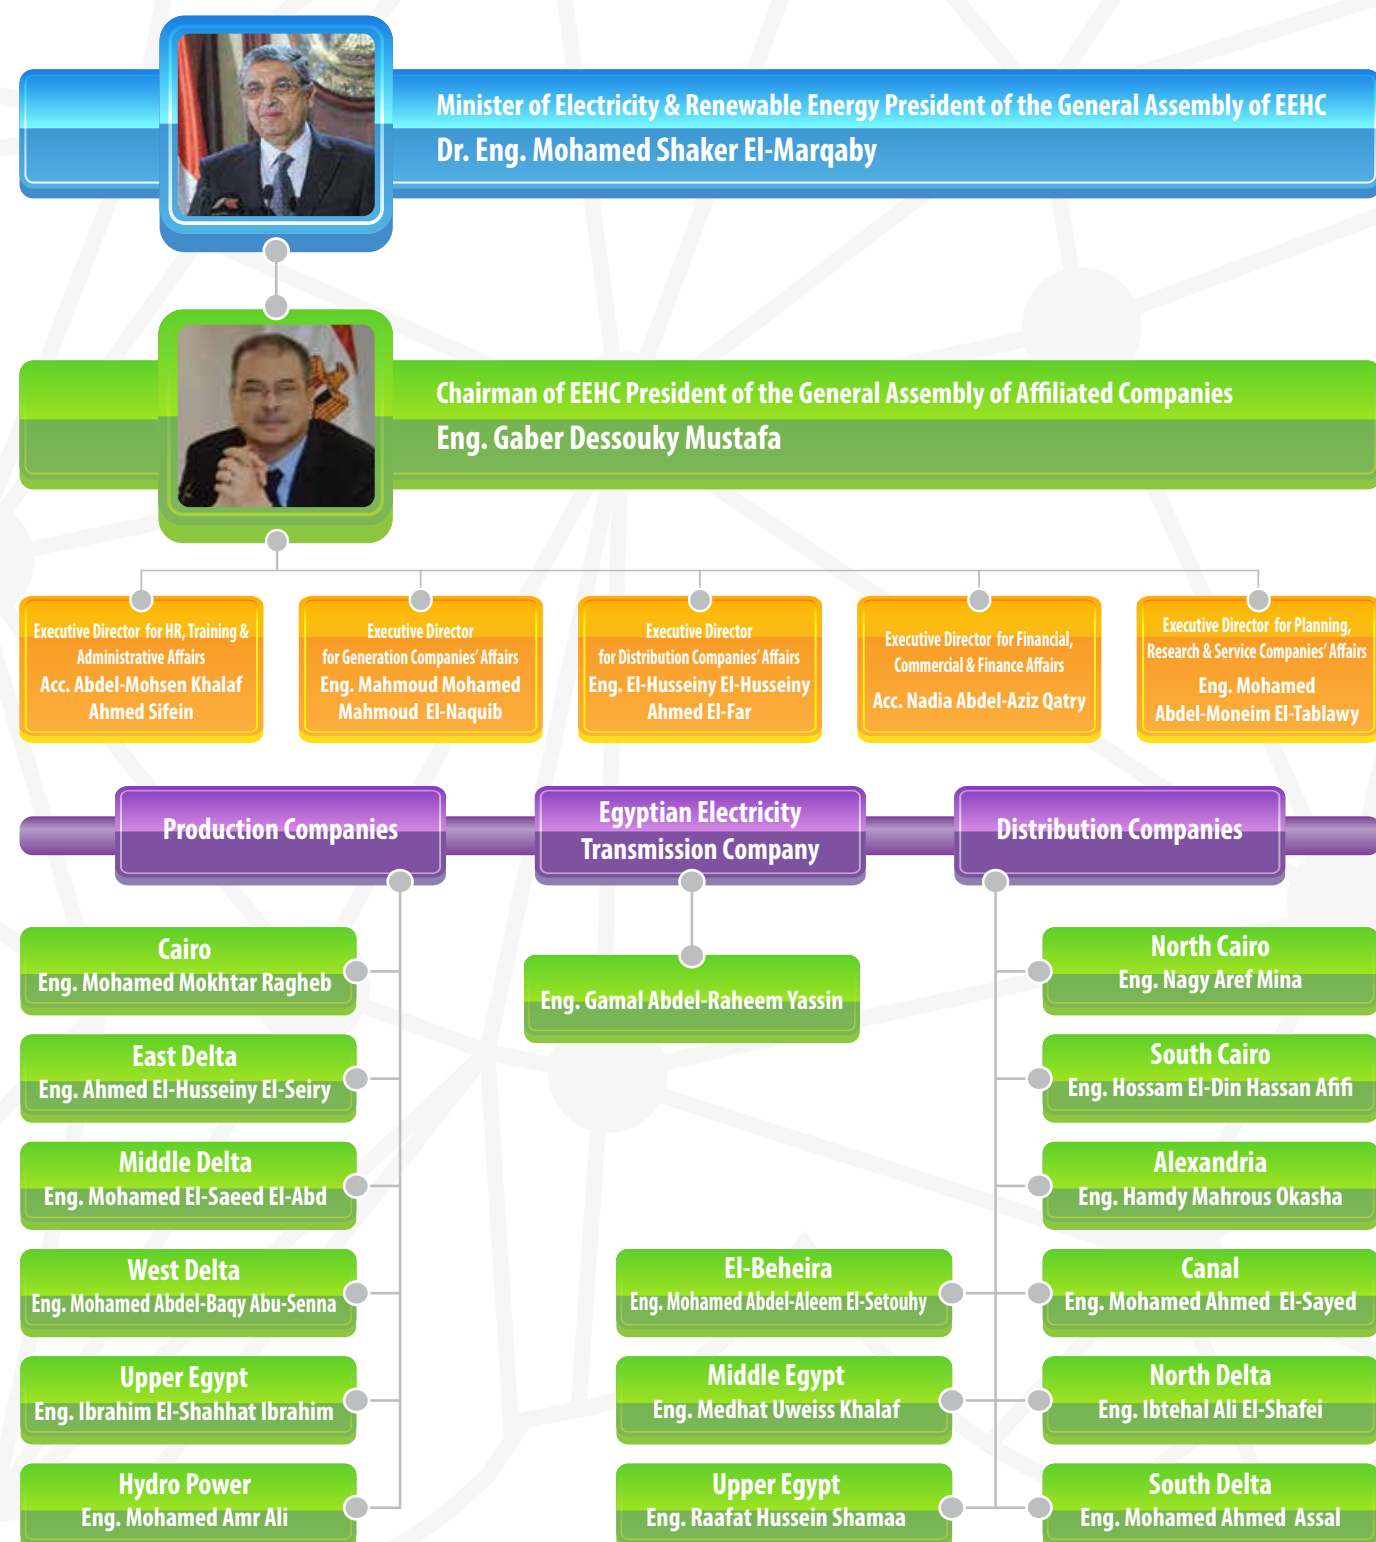 Minister of Electricity & Renewable Energy President of the General Assembly of EEHC
Dr. Eng. Mohamed Shaker El-Marqaby
Chairman of EEHC President of the General Assembly of Affiliated Companies
Eng. Gaber Dessouky Mustafa
Executive Director for HR, Training &
Administrative Affairs
Acc. Abdel-Mohsen Khalaf
Ahmed Sifein
Executive Director
for Generation Companies' Affairs
Eng. Mahmoud Mohamed
Mahmoud El-Naquib
Executive Director
for Distribution Companies' Affairs
Eng. El-Husseiny El-Husseiny
Ahmed El-Far
Executive Director for Financial,
Commercial & Finance Affairs
Acc. Nadia Abdel-Aziz Qatry
Executive Director for Planning,
Research & Service Companies' Affairs
Eng. Mohamed
Abdel-Moneim El-Tablawy
Production Companies
Egyptian Electricity
Transmission Company
Distribution Companies
Cairo
Eng. Mohamed Mokhtar Ragheb
East Delta
Eng. Ahmed El-Husseiny El-Seiry
Middle Delta
Eng. Mohamed El-Saeed El-Abd
West Delta
Eng. Mohamed Abdel-Baqy Abu-Senna
Upper Egypt
Eng. Ibrahim El-Shahhat Ibrahim
Hydro Power
Eng. Mohamed Amr Ali
Eng. Gamal Abdel-Raheem Yassin
El-Beheira
Eng. Mohamed Abdel-Aleem El-Setouhy
Middle Egypt
Eng. Medhat Uweiss Khalaf
Upper Egypt
Eng. Raafat Hussein Shamaa
North Cairo
Eng. Nagy Aref Mina
South Cairo
Eng. Hossam El-Din Hassan Afifi
Alexandria
Eng. Hamdy Mahrous Okasha
Canal
Eng. Mohamed Ahmed El-Sayed
North Delta
Eng. Ibtehal Ali El-Shafei
South Delta
Eng. Mohamed Ahmed Assal